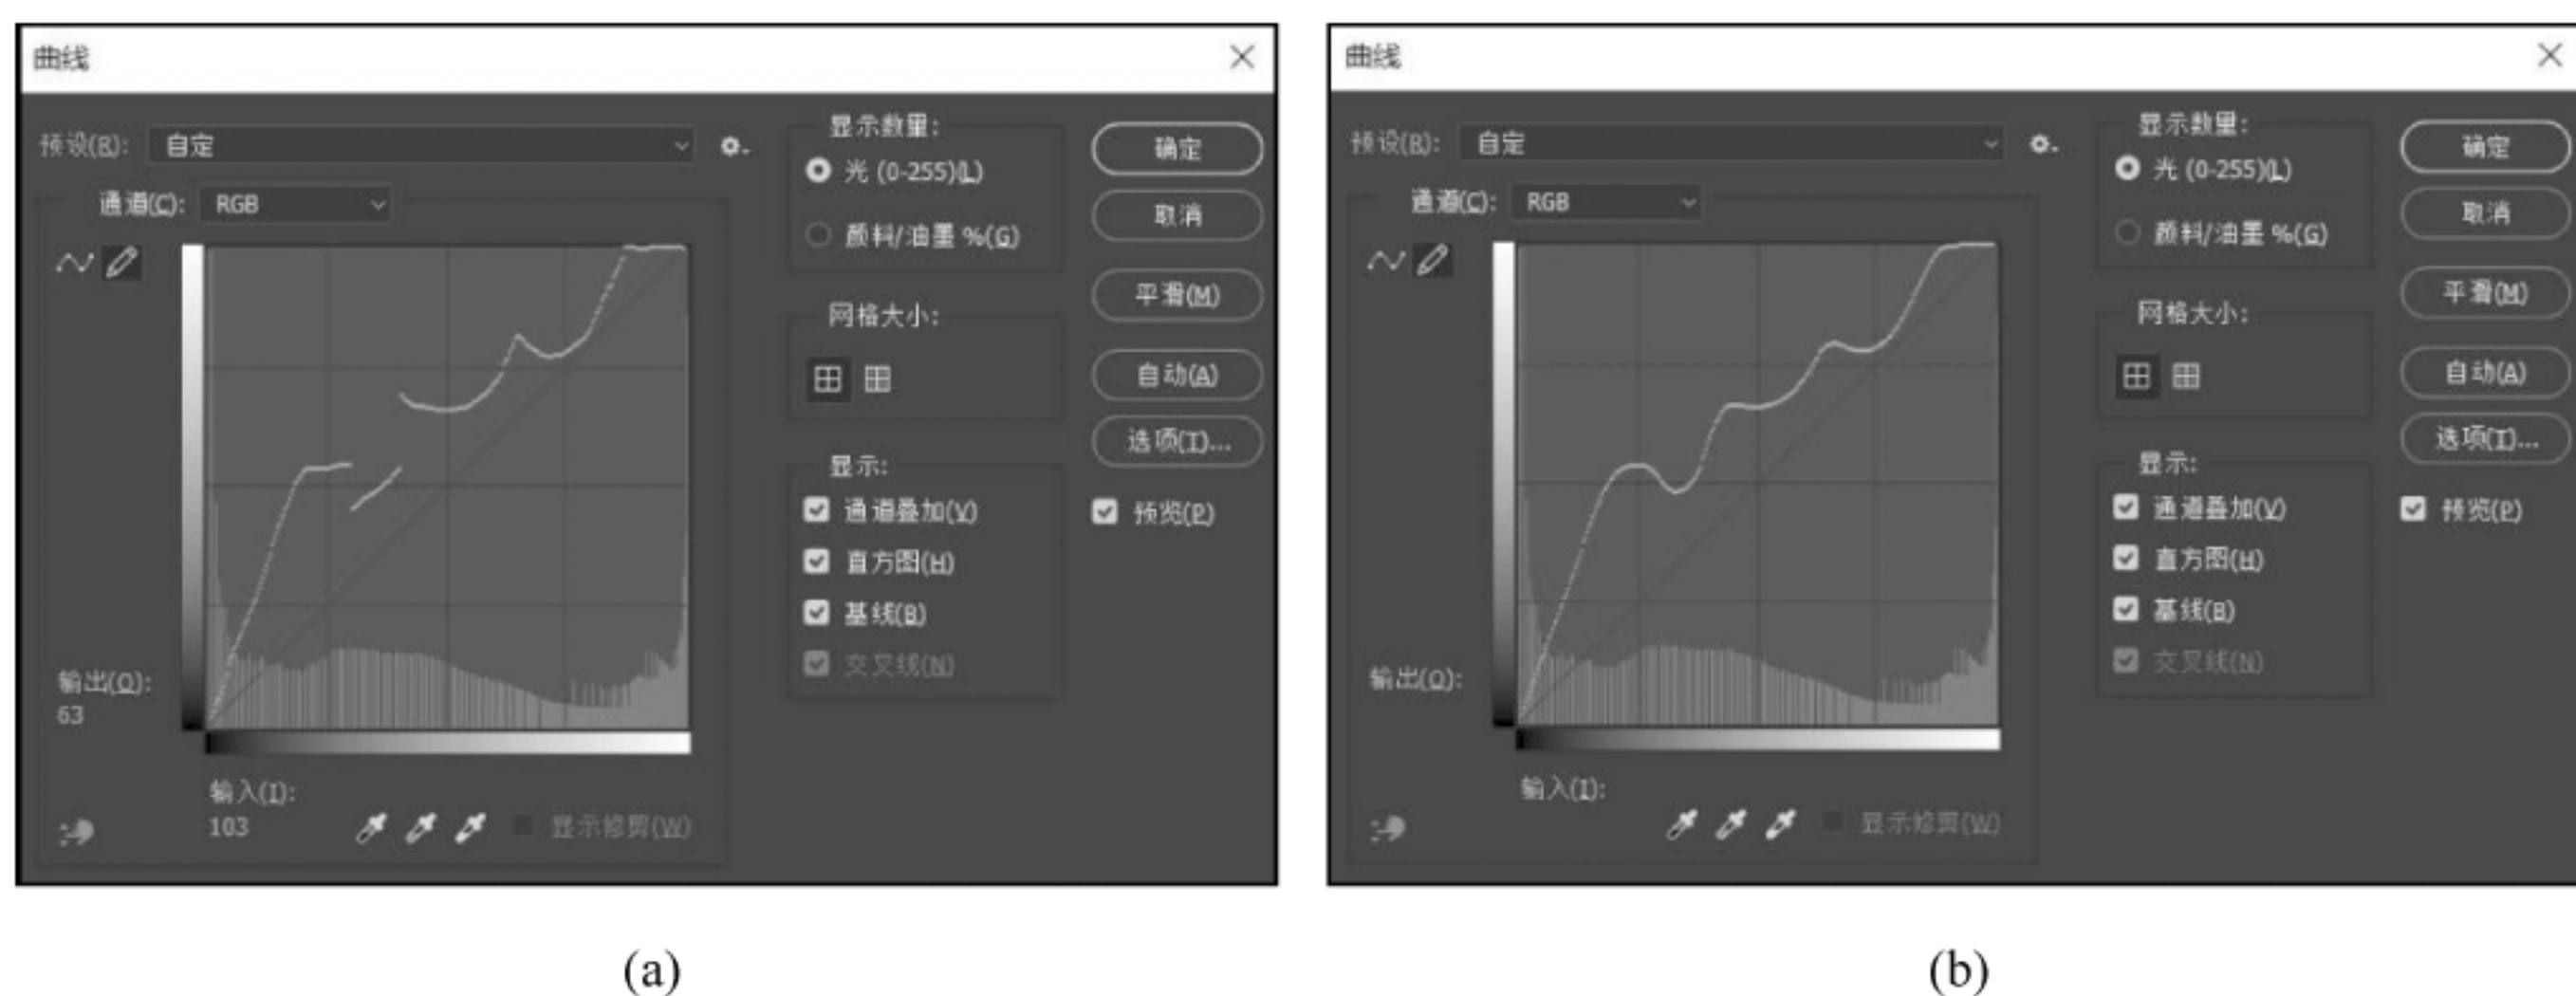 曲线
预设(R): 自定
通道(C): RGB
输出(O):
63
输入(I):
103
显示修剪(W)
显示数量:
光 (0-255)(L)
颜料/油墨 %(G)
网格大小:
显示:
通道叠加(V)
直方图(H)
基线(B)
交叉线(N)
确定
取消
平滑(M)
自动(A)
选项(T)...
预览(P)
(a)
曲线
预设(R): 自定
通道(C): RGB
输出(O):
输入(I):
显示修剪(W)
显示数量:
光 (0-255)(L)
颜料/油墨 %(G)
网格大小:
显示:
通道叠加(V)
直方图(H)
基线(B)
交叉线(N)
确定
取消
平滑(M)
自动(A)
选项(T)...
预览(P)
(b)